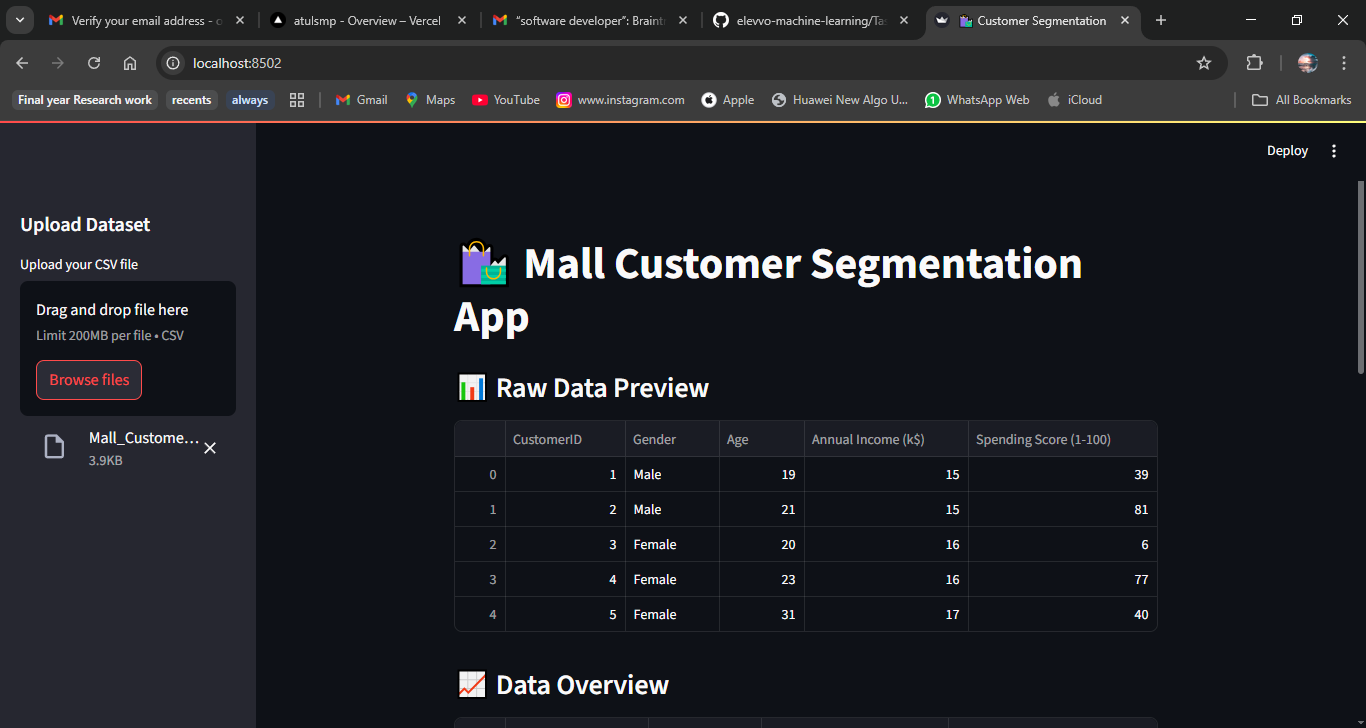 Verify your email address - o
atulsmp - Overview – Vercel
"software developer": Braint
elevvo-machine-learning/Tas
Customer Segmentation
localhost:8502
Final year Research work
recents
always
Gmail
Maps
YouTube
www.instagram.com
Apple
Huawei New Algo U...
1
WhatsApp Web
iCloud
All Bookmarks
Deploy
Upload Dataset
Upload your CSV file
Drag and drop file here
Limit 200MB per file • CSV
Browse files
Mall_Custome...
3.9KB
Mall Customer Segmentation
App
Raw Data Preview
CustomerID Gender Age Annual Income (k$) Spending Score (1-100)
0 1 Male 19 15 39
1 2 Male 21 15 81
2 3 Female 20 16 6
3 4 Female 23 16 77
4 5 Female 31 17 40
Data Overview